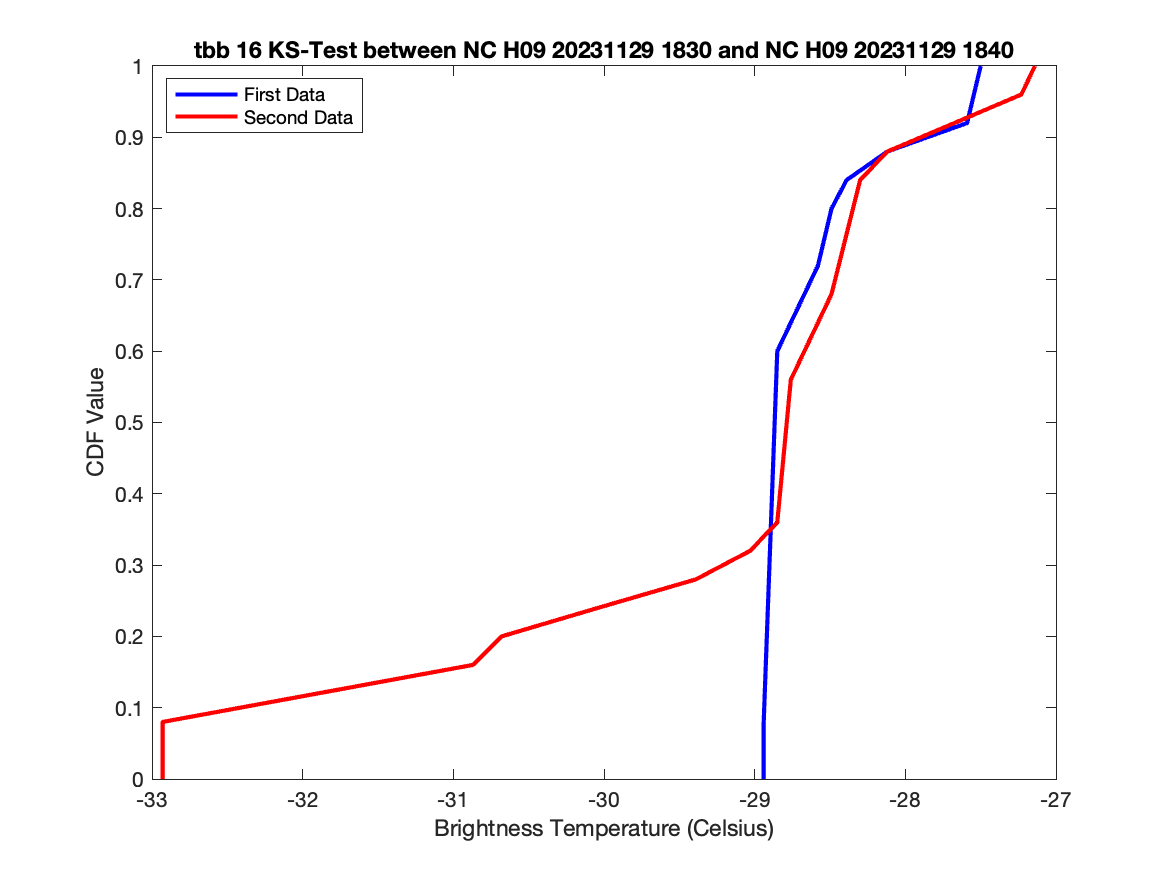 tbb 16 KS-Test between NC H09 20231129 1830 and NC H09 20231129 1840
First Data
Second Data
1
0.9
0.8
0.7
0.6
0.5
0.4
0.3
0.2
0.1
0
CDF Value
-33 -32 -31 -30 -29 -28 -27
Brightness Temperature (Celsius)